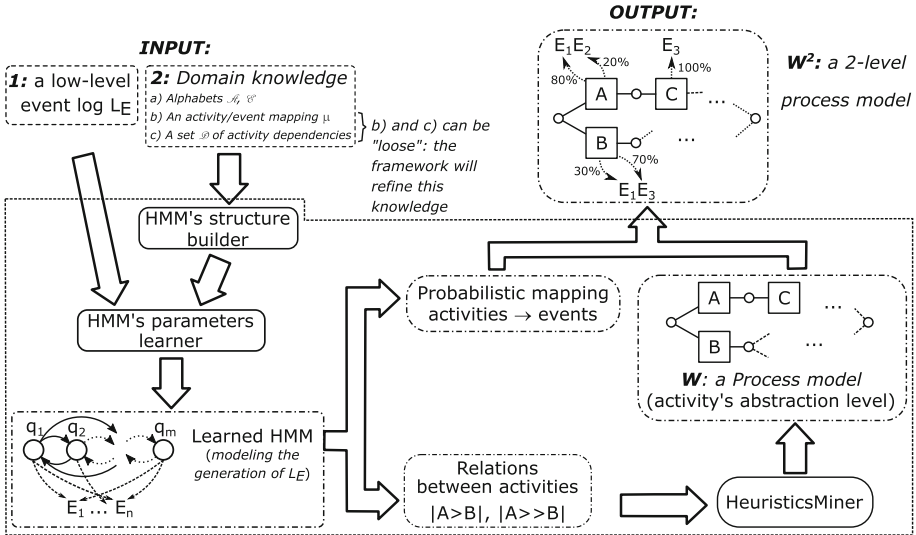 INPUT:
1: a low-level
event log L_E
2: Domain knowledge
a) Alphabets 𝒜, ℰ
b) An activity/event mapping μ
c) A set 𝒟 of activity dependencies
b) and c) can be
"loose": the
framework will
refine this
knowledge
OUTPUT:
E₁E₂
E₃
80%
20%
100%
A
C
...
B
...
30%
70%
E₁E₃
W²: a 2-level
process model
HMM's structure
builder
HMM's parameters
learner
q₁ q₂ qₘ
E₁ ... Eₙ
Learned HMM
(modeling the
generation of L_E)
Probabilistic mapping
activities → events
Relations
between activities
|A>B|, |A>>B|
HeuristicsMiner
A
C
...
B
...
W: a Process model
(activity's abstraction level)